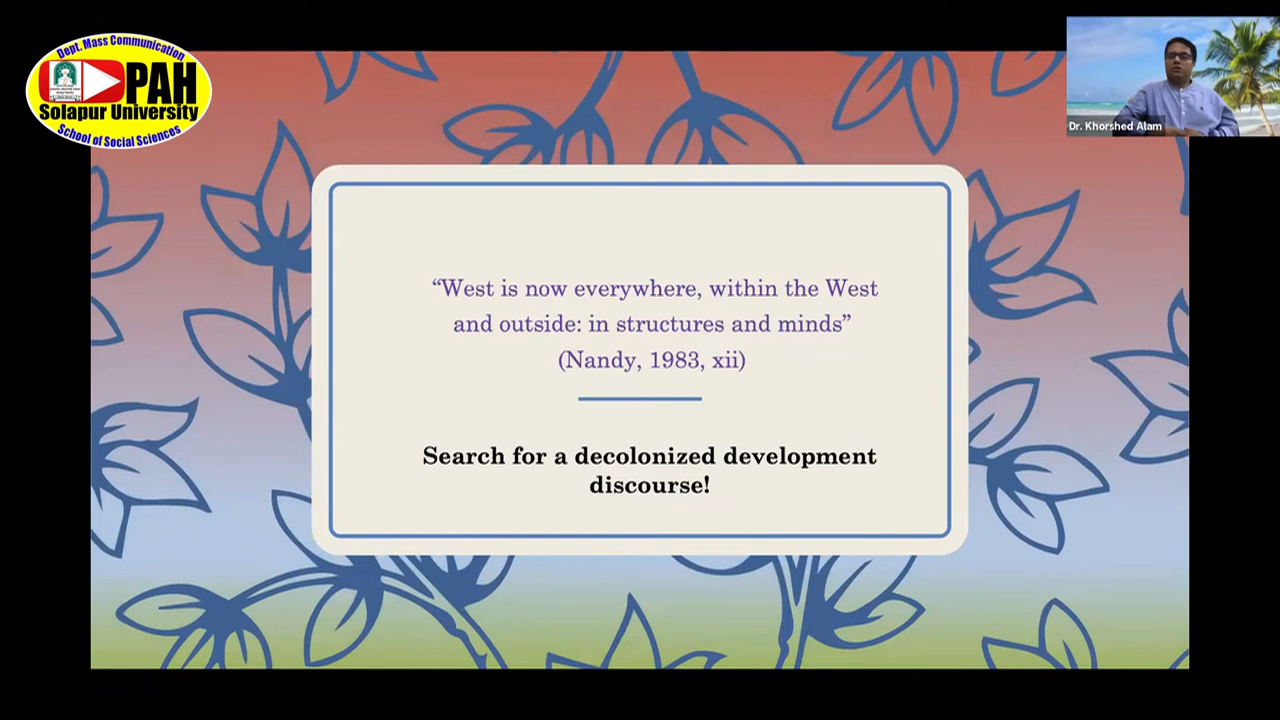 Dept. Mass Communication
PAH
Solapur University
School of Social Sciences
Dr. Khorshed Alam
“West is now everywhere, within the West
and outside: in structures and minds”
(Nandy, 1983, xii)
Search for a decolonized development
discourse!